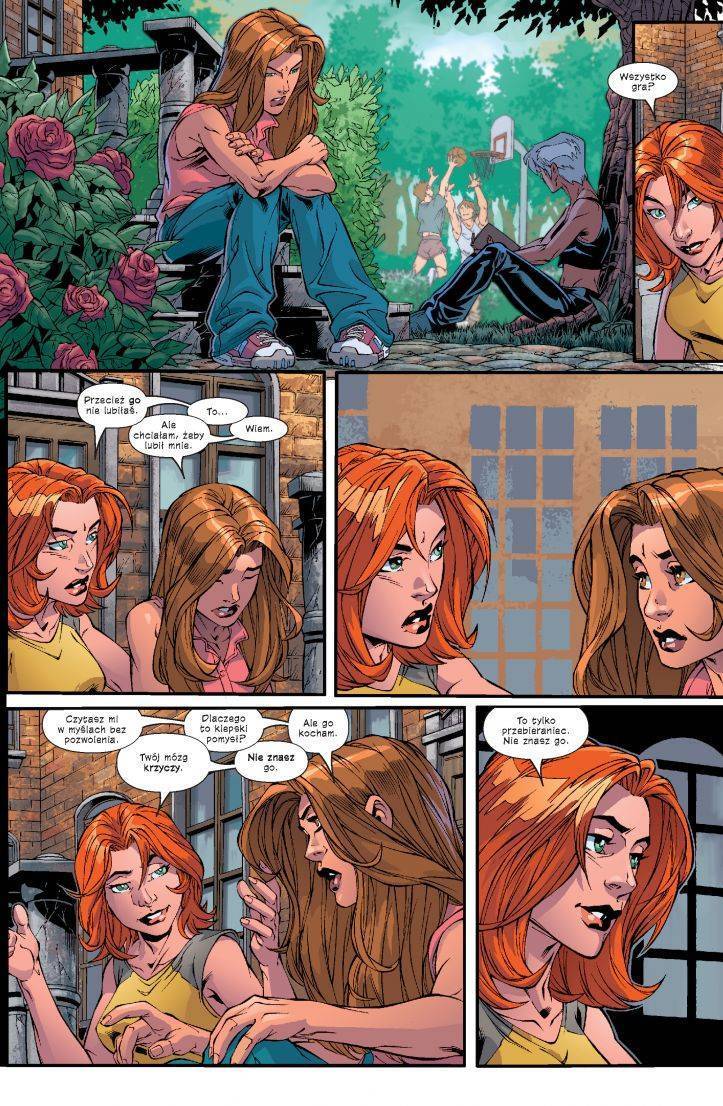 Wszystko
gra?
Przecież go
nie lubiłaś.
To...
Ale
chciałam, żeby
lubił mnie.
Wiem.
Czytasz mi
w myślach bez
pozwolenia.
Twój mózg
krzyczy.
Dlaczego
to kiepski
pomysł?
Nie znasz
go.
Ale go
kocham.
To tylko
przebieraniec.
Nie znasz go.